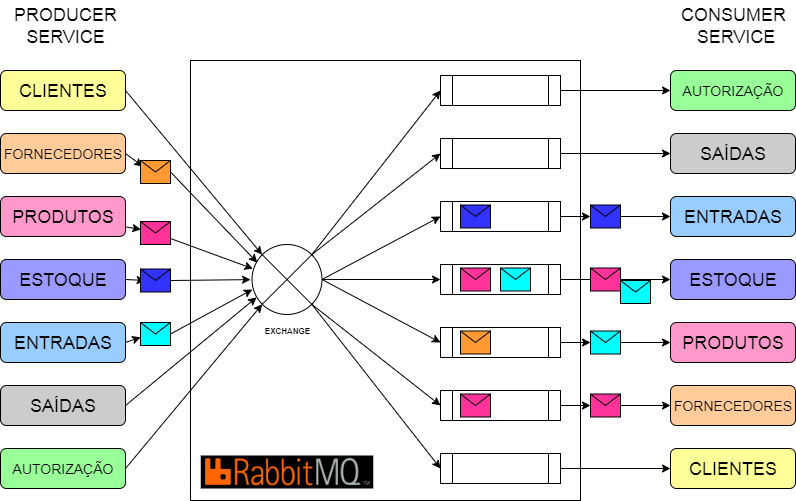 PRODUCER
SERVICE
CONSUMER
SERVICE
CLIENTES
FORNECEDORES
PRODUTOS
ESTOQUE
ENTRADAS
SAÍDAS
AUTORIZAÇÃO
EXCHANGE
RabbitMQ™
AUTORIZAÇÃO
SAÍDAS
ENTRADAS
ESTOQUE
PRODUTOS
FORNECEDORES
CLIENTES